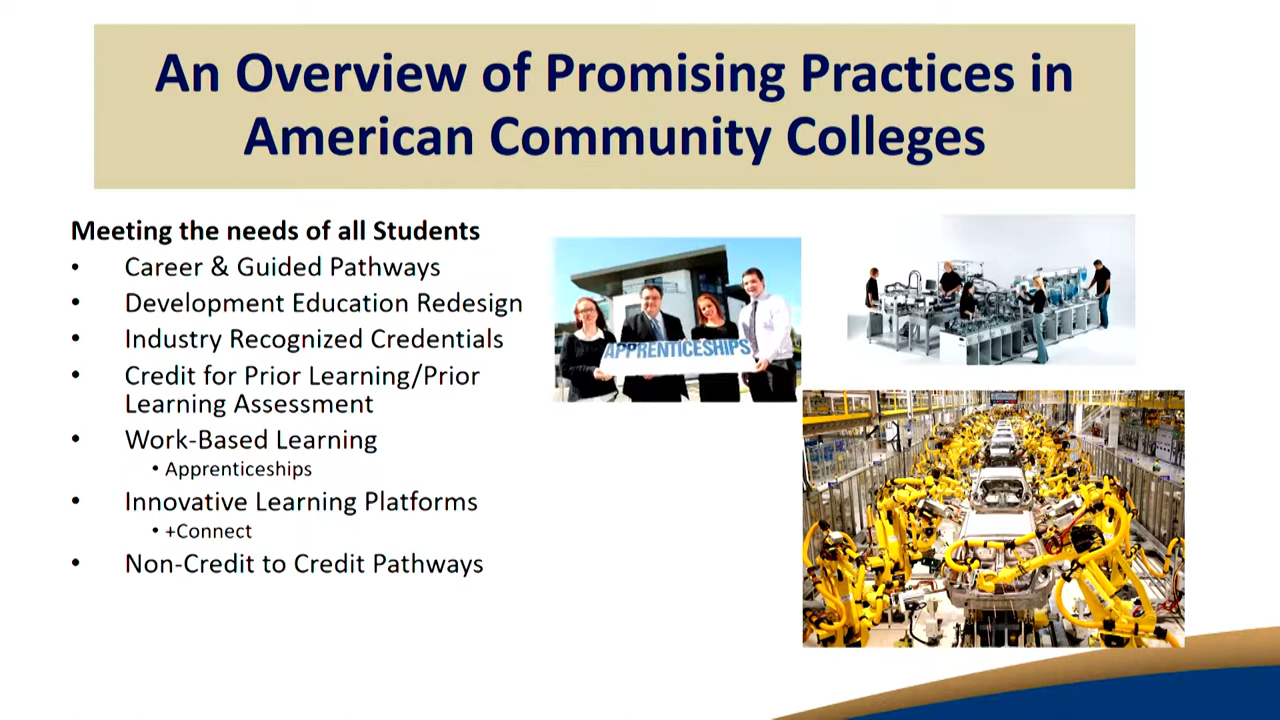 An Overview of Promising Practices in
American Community Colleges
Meeting the needs of all Students
• Career & Guided Pathways
• Development Education Redesign
• Industry Recognized Credentials
• Credit for Prior Learning/Prior
Learning Assessment
• Work-Based Learning
• Apprenticeships
• Innovative Learning Platforms
• +Connect
• Non-Credit to Credit Pathways
APPRENTICESHIPS